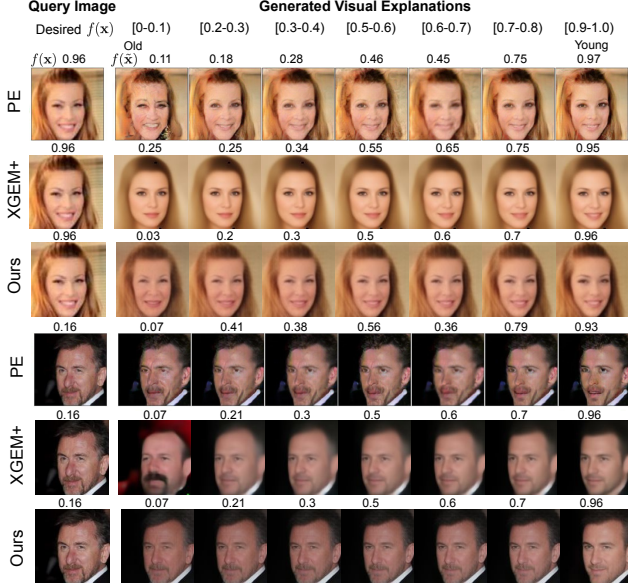 Query Image Generated Visual Explanations
Desired f(x) [0-0.1) [0.2-0.3) [0.3-0.4) [0.5-0.6) [0.6-0.7) [0.7-0.8) [0.9-1.0)
Old Young
f(x) 0.96 f(x̃) 0.11 0.18 0.28 0.46 0.45 0.75 0.97
PE
0.96 0.25 0.25 0.34 0.55 0.65 0.75 0.95
XGEM+
0.96 0.03 0.2 0.3 0.5 0.6 0.7 0.96
Ours
0.16 0.07 0.41 0.38 0.56 0.36 0.79 0.93
PE
0.16 0.07 0.21 0.3 0.5 0.6 0.7 0.96
XGEM+
0.16 0.07 0.21 0.3 0.5 0.6 0.7 0.96
Ours